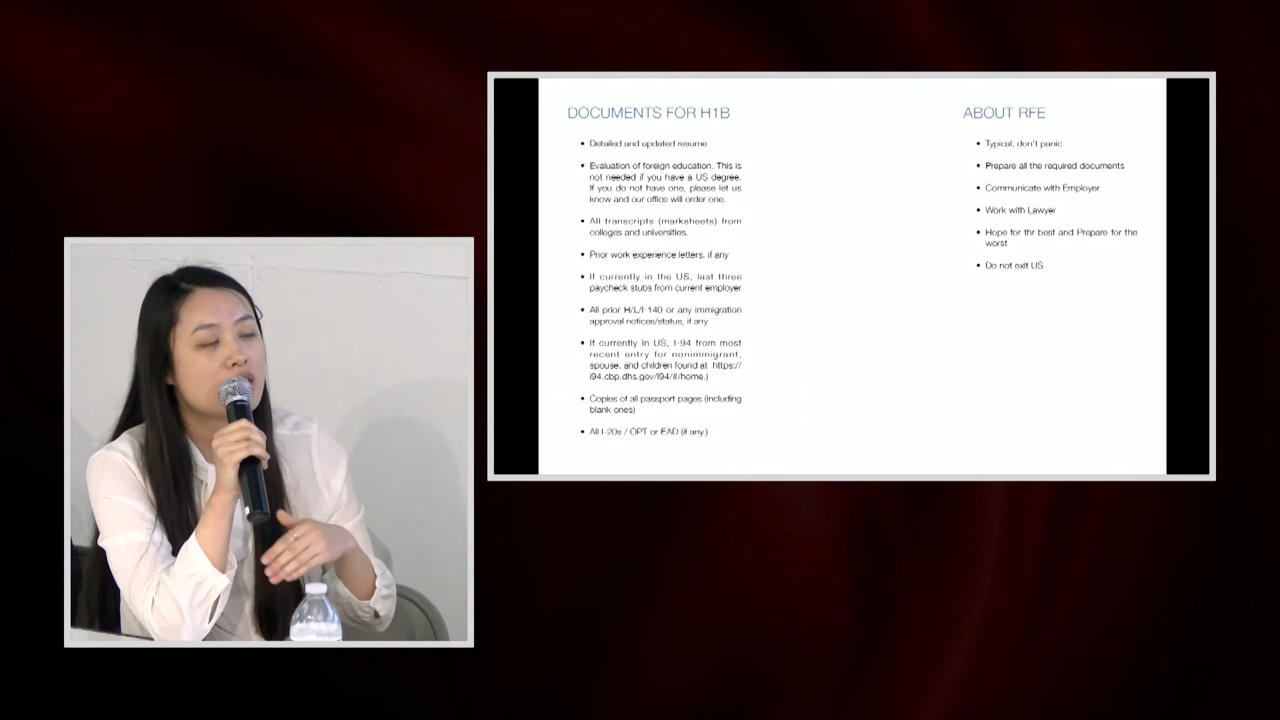 DOCUMENTS FOR H1B
• Detailed and updated resume
• Evaluation of foreign education. This is
not needed if you have a US degree.
If you do not have one, please let us
know and our office will order one.
• All transcripts (marksheets) from
colleges and universities.
• Prior work experience letters, if any
• If currently in the US, last three
paycheck stubs from current employer
• All prior H/L/I-140 or any immigration
approval notices/status, if any
• If currently in US, I-94 from most
recent entry for nonimmigrant,
spouse, and children found at https://
i94.cbp.dhs.gov/I94/#/home.)
• Copies of all passport pages (including
blank ones)
• All I-20s / OPT or EAD (if any.)
ABOUT RFE
• Typical, don't panic
• Prepare all the required documents
• Communicate with Employer
• Work with Lawyer
• Hope for thr best and Prepare for the
worst
• Do not exit US